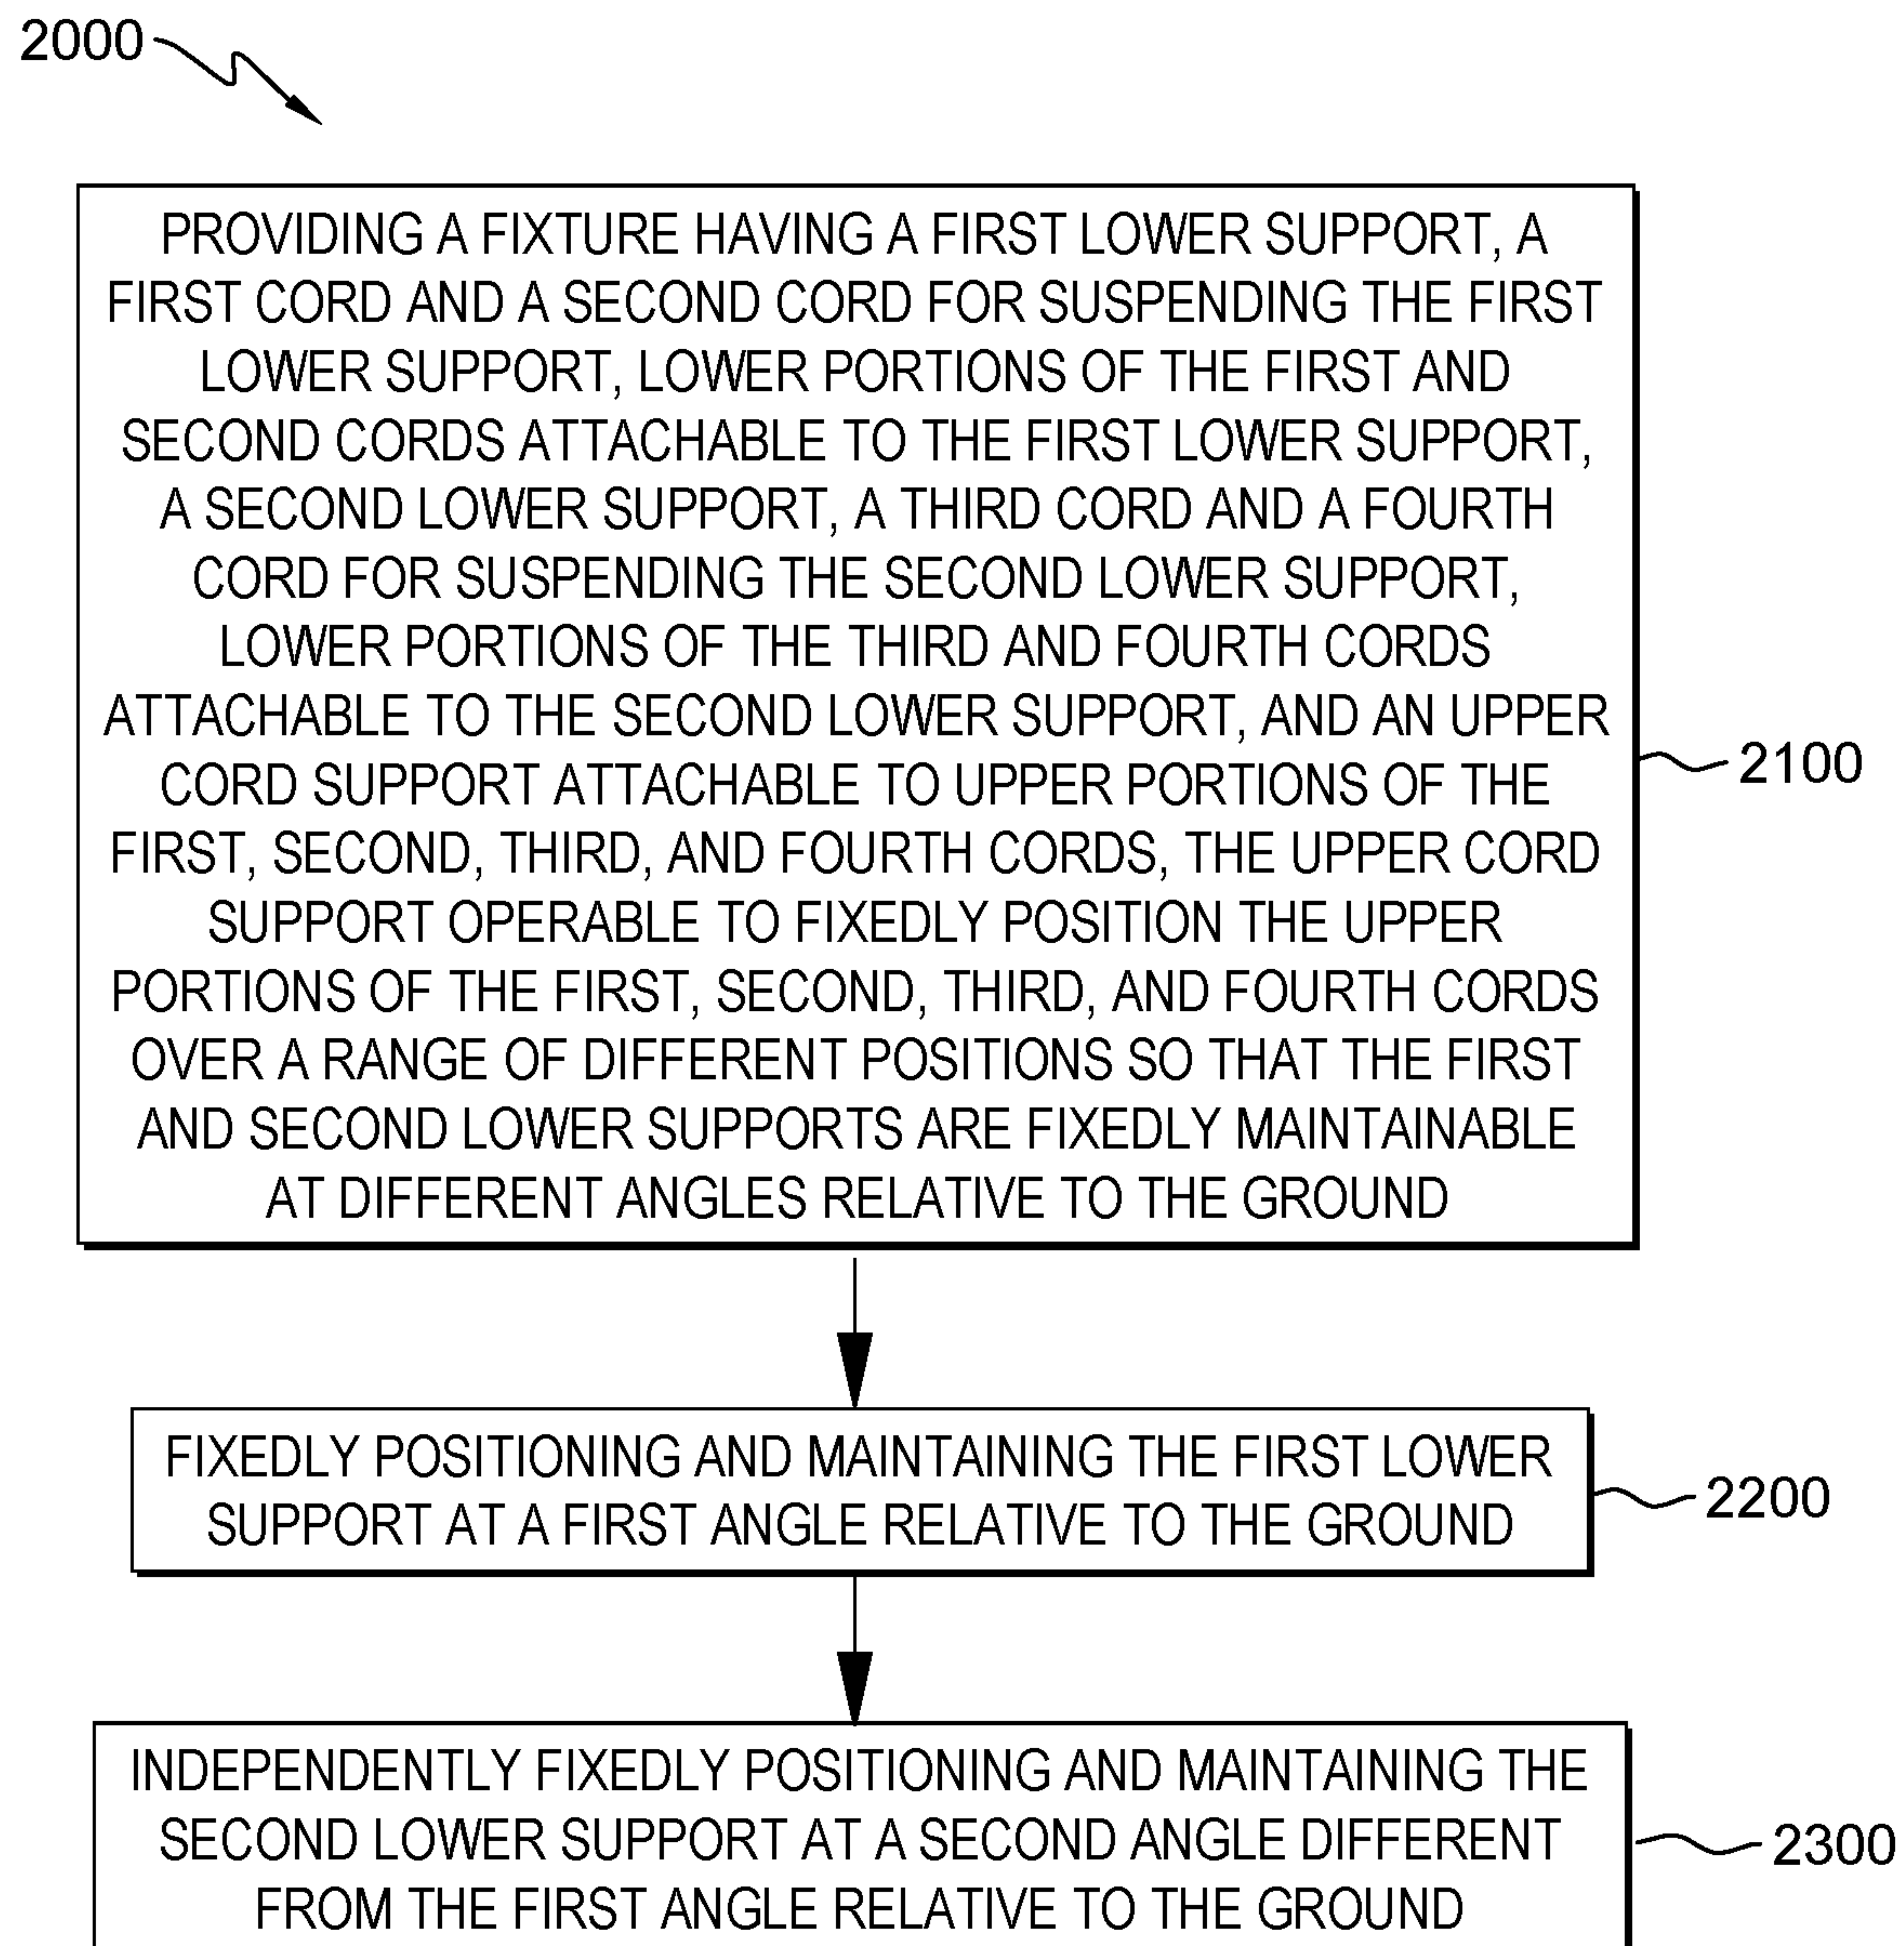 2000
PROVIDING A FIXTURE HAVING A FIRST LOWER SUPPORT, A
FIRST CORD AND A SECOND CORD FOR SUSPENDING THE FIRST
LOWER SUPPORT, LOWER PORTIONS OF THE FIRST AND
SECOND CORDS ATTACHABLE TO THE FIRST LOWER SUPPORT,
A SECOND LOWER SUPPORT, A THIRD CORD AND A FOURTH
CORD FOR SUSPENDING THE SECOND LOWER SUPPORT,
LOWER PORTIONS OF THE THIRD AND FOURTH CORDS
ATTACHABLE TO THE SECOND LOWER SUPPORT, AND AN UPPER
CORD SUPPORT ATTACHABLE TO UPPER PORTIONS OF THE
FIRST, SECOND, THIRD, AND FOURTH CORDS, THE UPPER CORD
SUPPORT OPERABLE TO FIXEDLY POSITION THE UPPER
PORTIONS OF THE FIRST, SECOND, THIRD, AND FOURTH CORDS
OVER A RANGE OF DIFFERENT POSITIONS SO THAT THE FIRST
AND SECOND LOWER SUPPORTS ARE FIXEDLY MAINTAINABLE
AT DIFFERENT ANGLES RELATIVE TO THE GROUND
2100
FIXEDLY POSITIONING AND MAINTAINING THE FIRST LOWER
SUPPORT AT A FIRST ANGLE RELATIVE TO THE GROUND
2200
INDEPENDENTLY FIXEDLY POSITIONING AND MAINTAINING THE
SECOND LOWER SUPPORT AT A SECOND ANGLE DIFFERENT
FROM THE FIRST ANGLE RELATIVE TO THE GROUND
2300